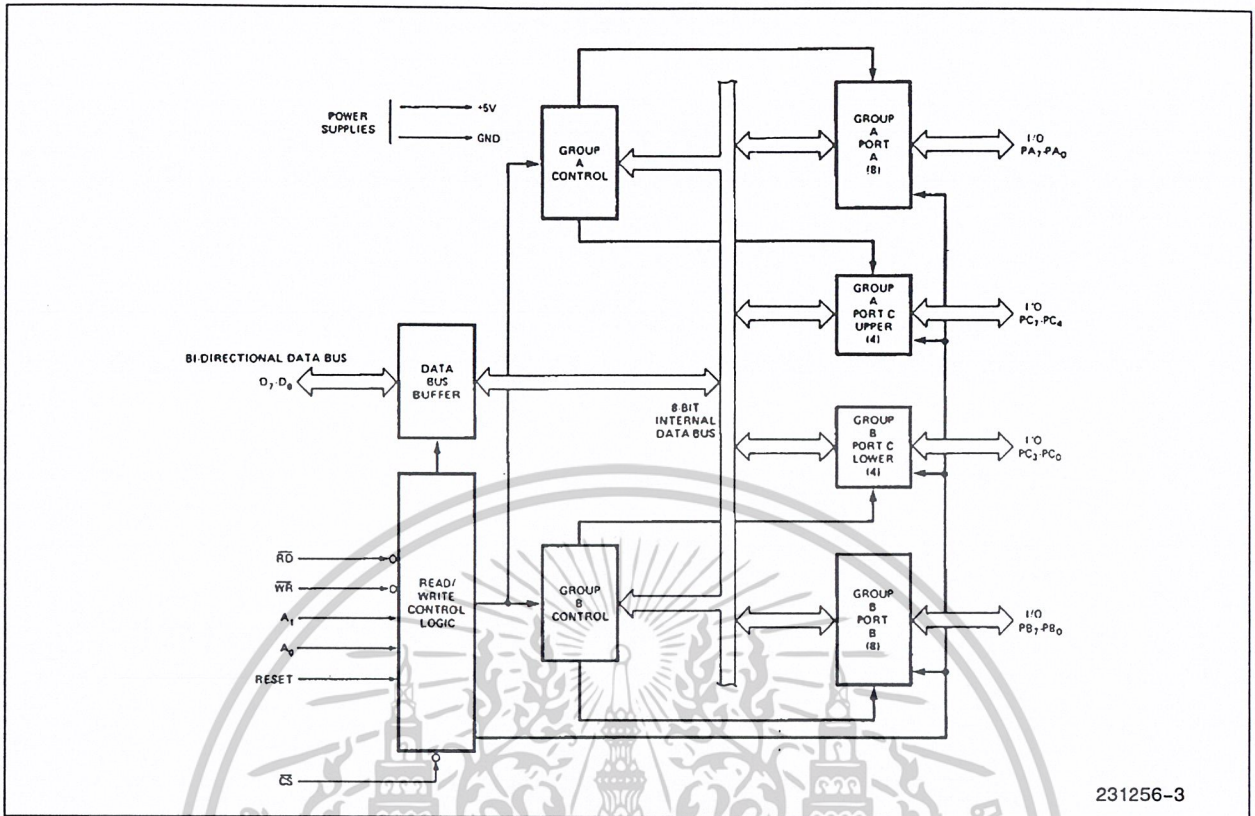 POWER
SUPPLIES
+5V
GND
GROUP
A
CONTROL
GROUP
A
PORT
A
(8)
I/O
PA7-PA0
GROUP
A
PORT C
UPPER
(4)
I/O
PC7-PC4
BI-DIRECTIONAL DATA BUS
D7-D0
DATA
BUS
BUFFER
8-BIT
INTERNAL
DATA BUS
GROUP
B
PORT C
LOWER
(4)
I/O
PC3-PC0
RD
WR
A1
A0
RESET
CS
READ/
WRITE
CONTROL
LOGIC
GROUP
B
CONTROL
GROUP
B
PORT
B
(8)
I/O
PB7-PB0
231256-3